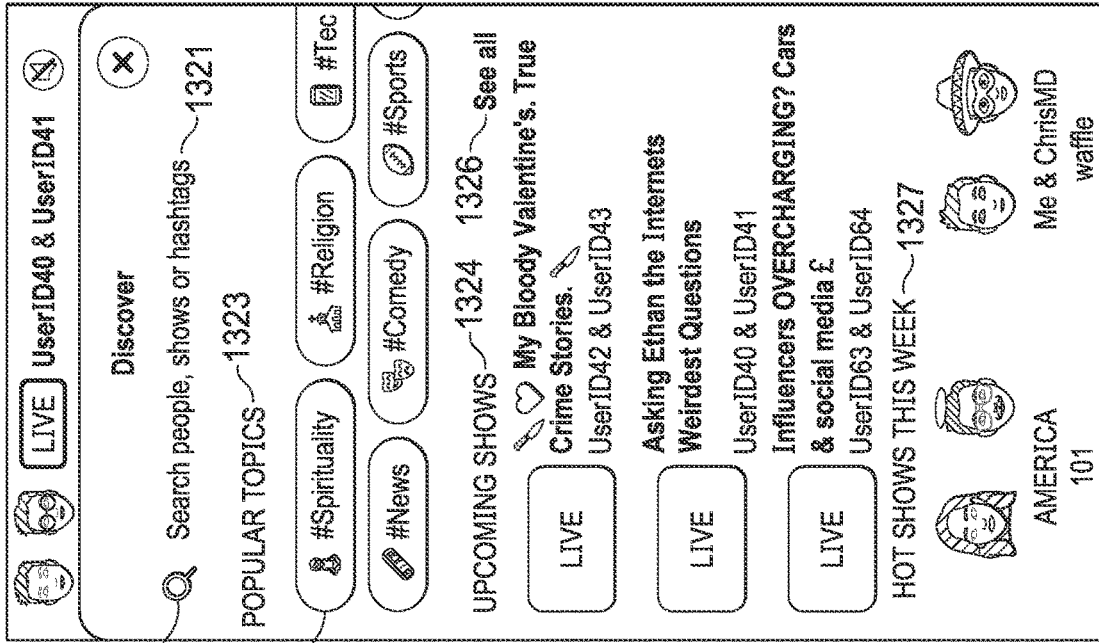 LIVE UserID40 & UserID41
Discover
Search people, shows or hashtags 1321
POPULAR TOPICS 1323
#Spirituality #Religion #Tec
#News #Comedy #Sports
UPCOMING SHOWS 1324 1326 See all
LIVE
My Bloody Valentine's. True
Crime Stories.
UserID42 & UserID43
LIVE
Asking Ethan the Internets
Weirdest Questions
UserID40 & UserID41
LIVE
Influencers OVERCHARGING? Cars
& social media £
UserID63 & UserID64
HOT SHOWS THIS WEEK 1327
AMERICA
101
Me & ChrisMD
waffle